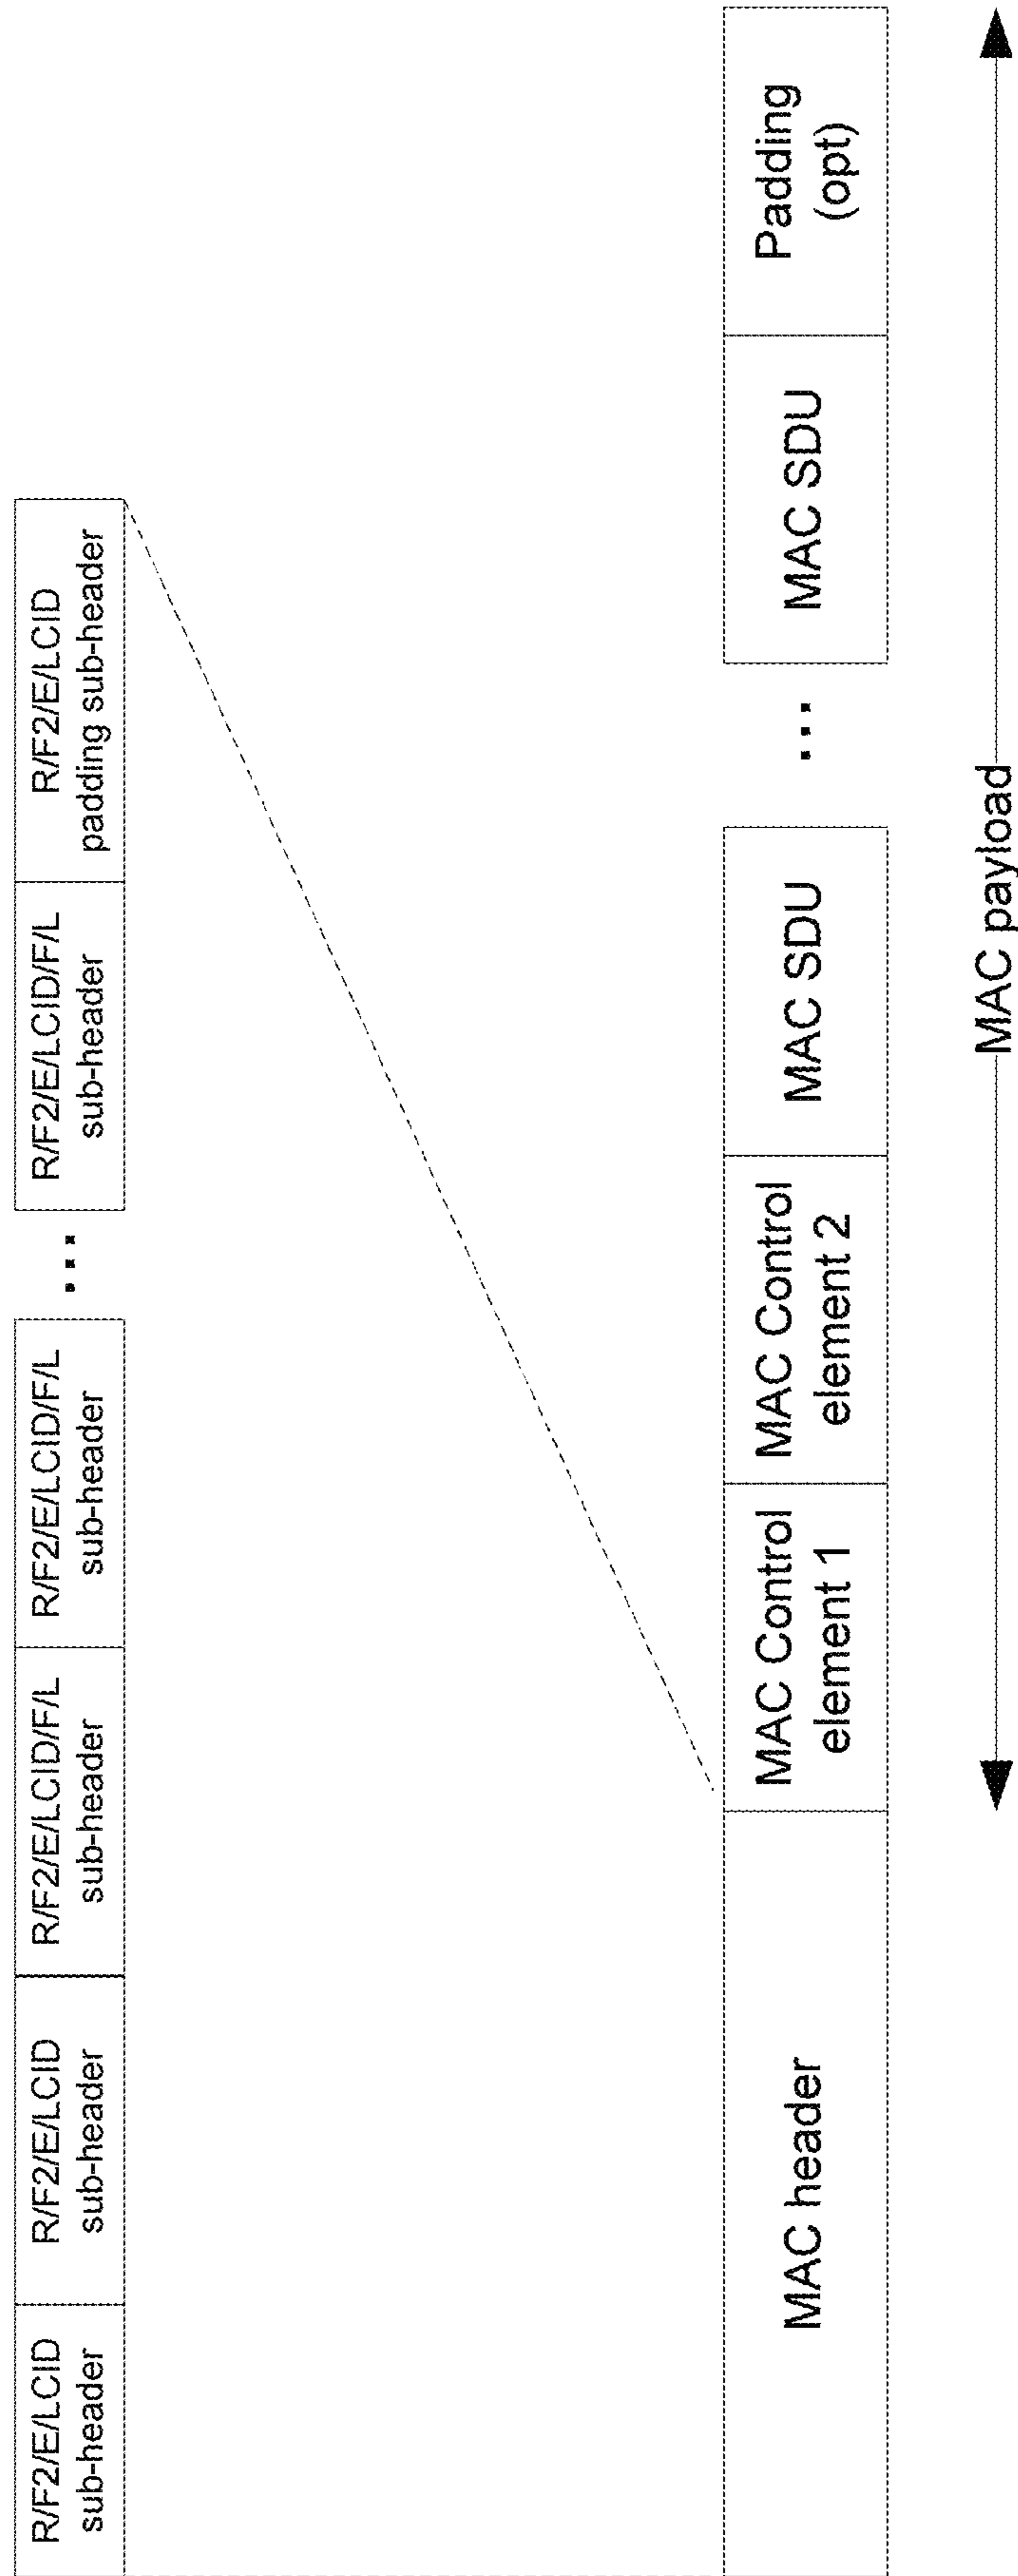 R/F2/E/LCID
sub-header
R/F2/E/LCID
sub-header
R/F2/E/LCID/F/L
sub-header
R/F2/E/LCID/F/L
sub-header
...
R/F2/E/LCID/F/L
sub-header
R/F2/E/LCID
padding sub-header
MAC header
MAC Control
element 1
MAC Control
element 2
MAC SDU
...
MAC SDU
Padding
(opt)
MAC payload